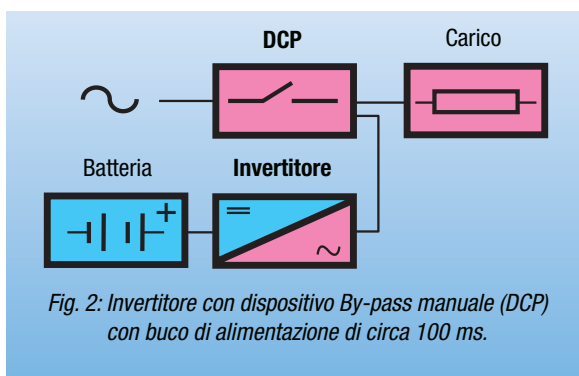 DCP
Carico
Batteria
Invertitore
Fig. 2: Invertitore con dispositivo By-pass manuale (DCP)
con buco di alimentazione di circa 100 ms.